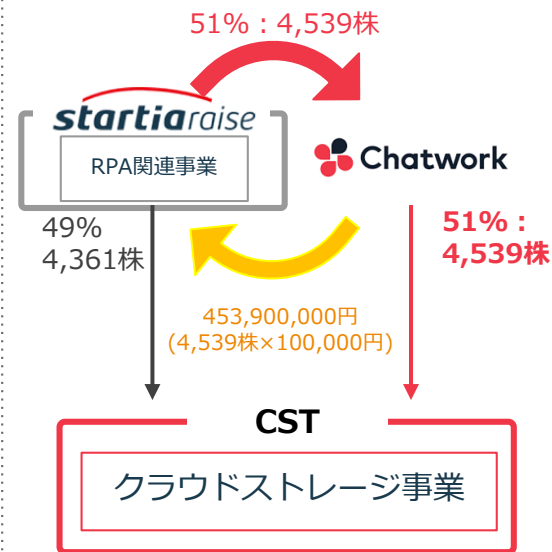 51%：4,539株
startiaraise
RPA関連事業
Chatwork
49%
4,361株
51%：
4,539株
453,900,000円
(4,539株×100,000円)
CST
クラウドストレージ事業